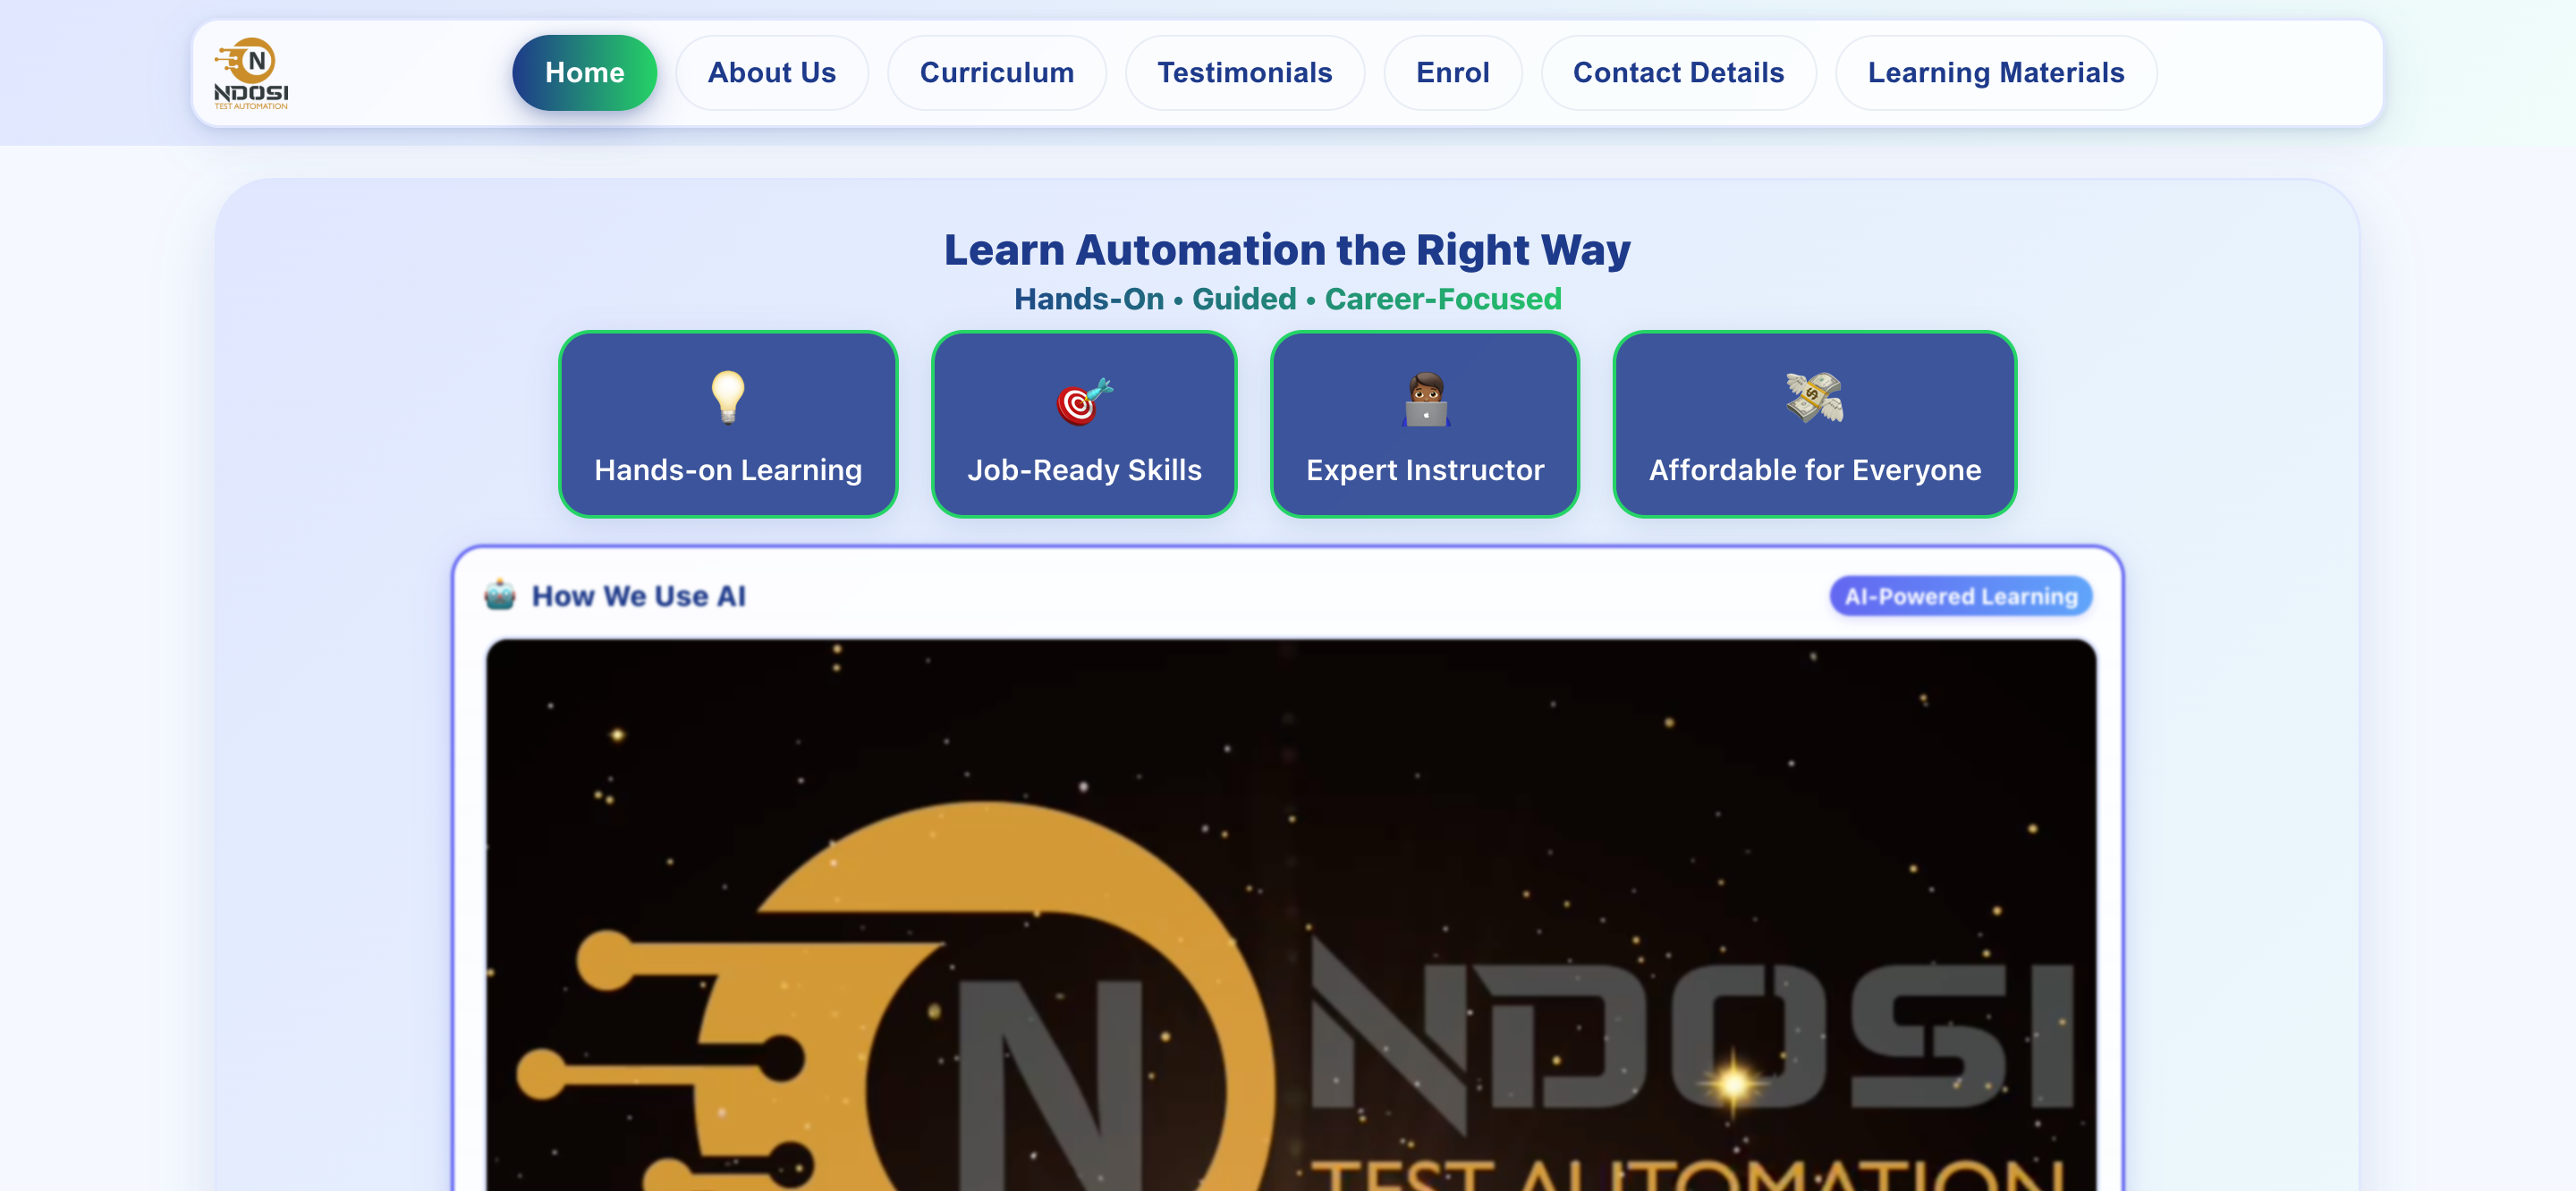 N
NDOSI
TEST AUTOMATION
Home
About Us
Curriculum
Testimonials
Enrol
Contact Details
Learning Materials
Learn Automation the Right Way
Hands-On • Guided • Career-Focused
Hands-on Learning
Job-Ready Skills
Expert Instructor
Affordable for Everyone
How We Use AI
AI-Powered Learning
N
NDOSI
TEST AUTOMATION